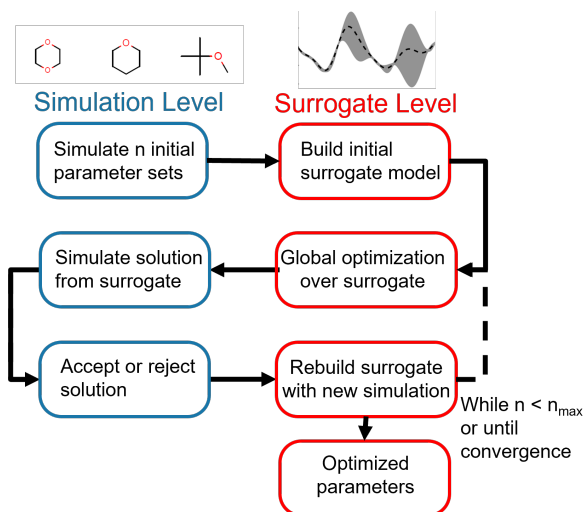 O
O
O
O
Simulation Level
Surrogate Level
Simulate n initial
parameter sets
Build initial
surrogate model
Simulate solution
from surrogate
Global optimization
over surrogate
Accept or reject
solution
Rebuild surrogate
with new simulation
While n < nmax
or until
convergence
Optimized
parameters